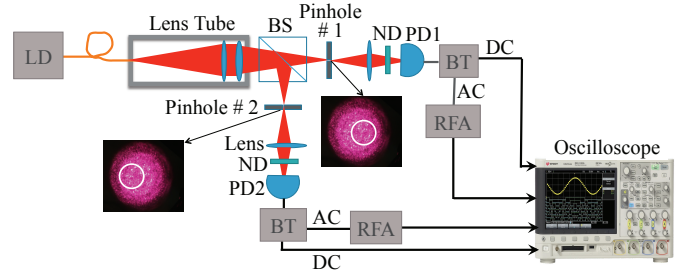 Lens Tube
BS
Pinhole
# 1
ND
PD1
DC
LD
BT
AC
RFA
Pinhole # 2
Oscilloscope
Lens
ND
PD2
BT
AC
RFA
DC